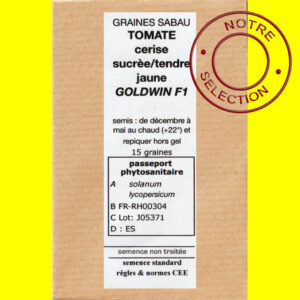 GRAINES SABAU
TOMATE
cerise
sucrèe/tendre
jaune
GOLDWIN F1
semis : de décembre à
mai au chaud (+22°) et
repiquer hors gel
15 graines
passeport
phytosanitaire
A solanum
lycopersicum
B FR-RH00304
C Lot: J05371
D : ES
semence non traitée
semence standard
règles & normes CEE
NOTRE
SELECTION